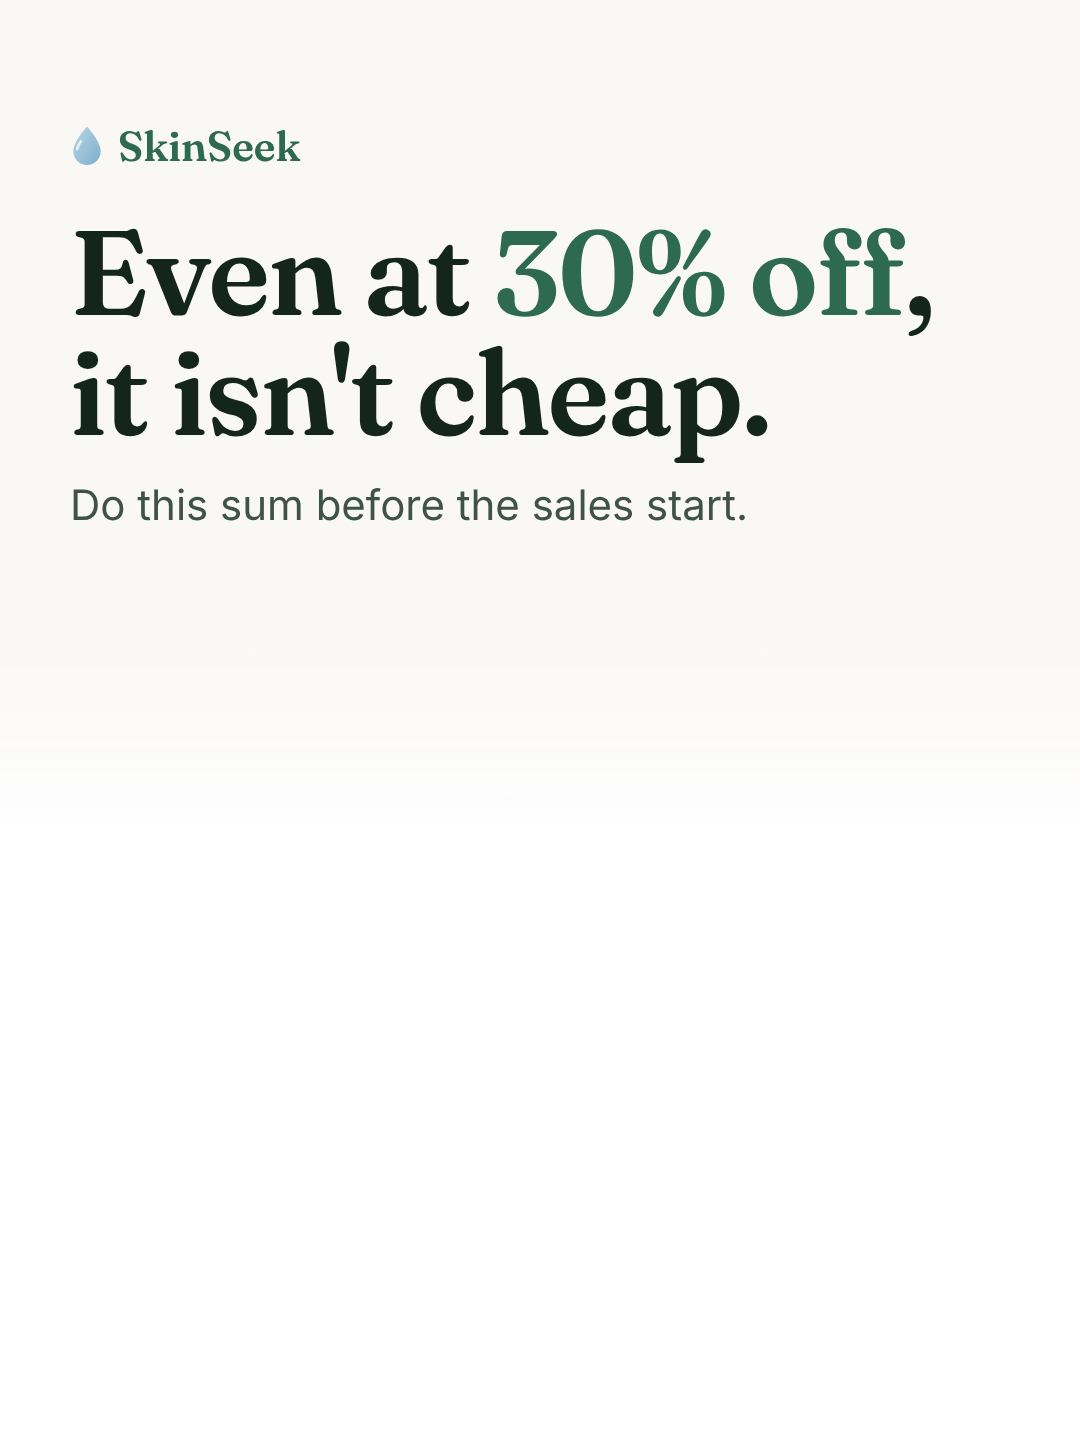 SkinSeek
Even at 30% off,
it isn't cheap.
Do this sum before the sales start.